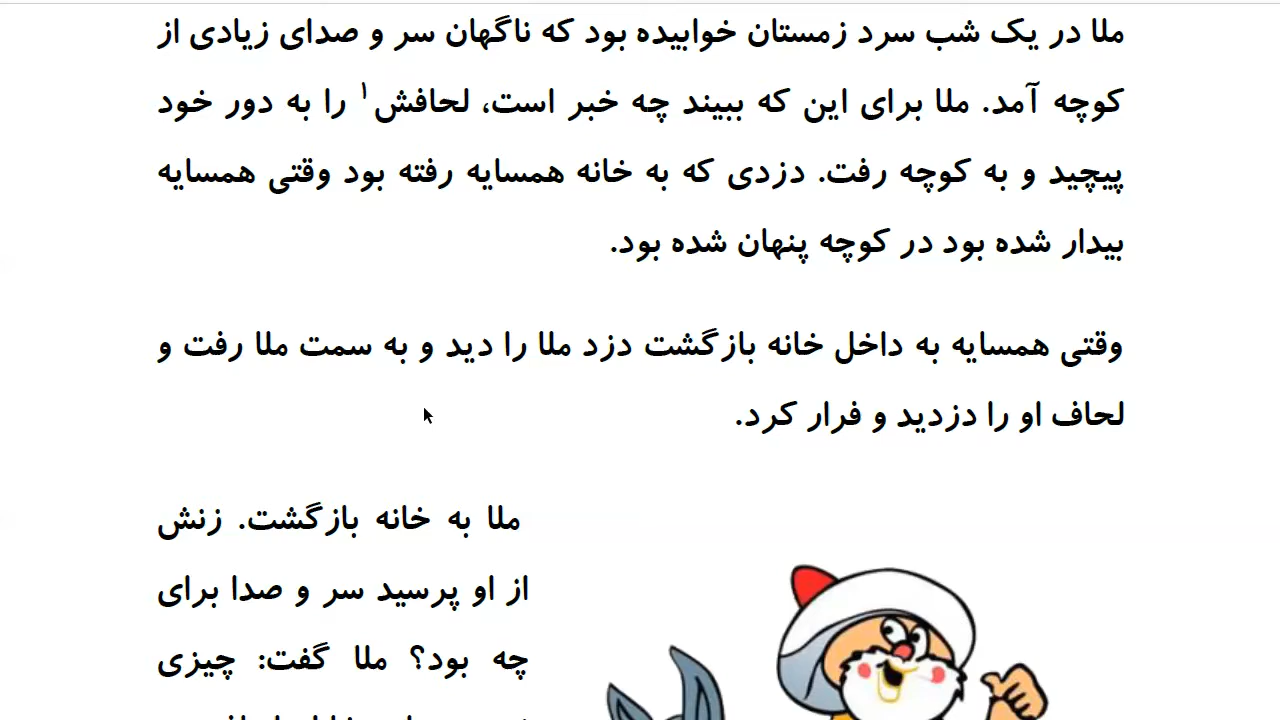 ملا در یک شب سرد زمستان خوابیده بود که ناگهان سر و صدای زیادی از
کوچه آمد. ملا برای این که ببیند چه خبر است، لحافش۱ را به دور خود
پیچید و به کوچه رفت. دزدی که به خانه همسایه رفته بود وقتی همسایه
بیدار شده بود در کوچه پنهان شده بود.
وقتی همسایه به داخل خانه بازگشت دزد ملا را دید و به سمت ملا رفت و
لحاف او را دزدید و فرار کرد.
ملا به خانه بازگشت. زنش
از او پرسید سر و صدا برای
چه بود؟ ملا گفت: چیزی